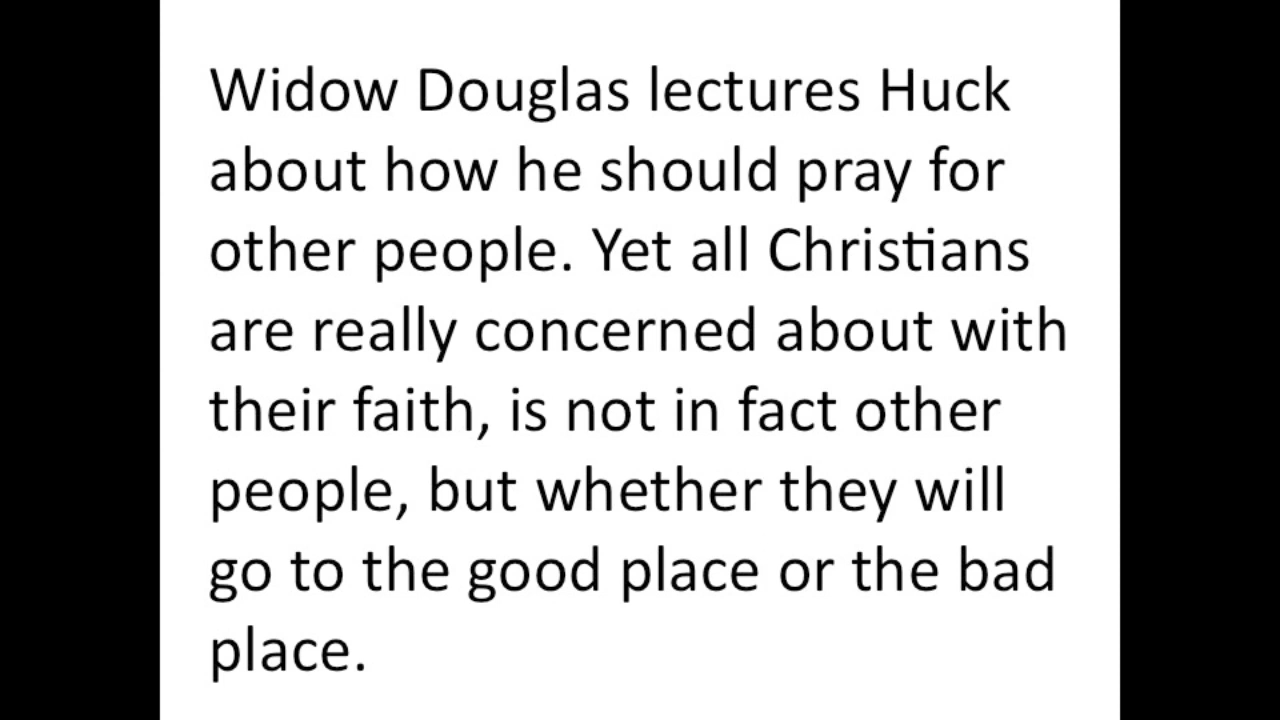 Widow Douglas lectures Huck
about how he should pray for
other people. Yet all Christians
are really concerned about with
their faith, is not in fact other
people, but whether they will
go to the good place or the bad
place.